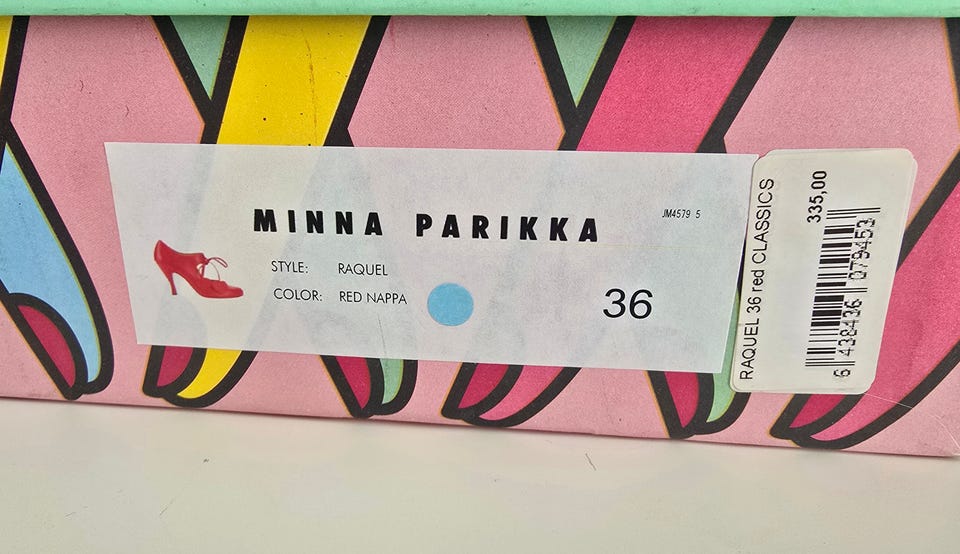 MINNA PARIKKA
JM4579 5
STYLE: RAQUEL
COLOR: RED NAPPA
36
RAQUEL 36 red CLASSICS
335,00
6 438436 079453